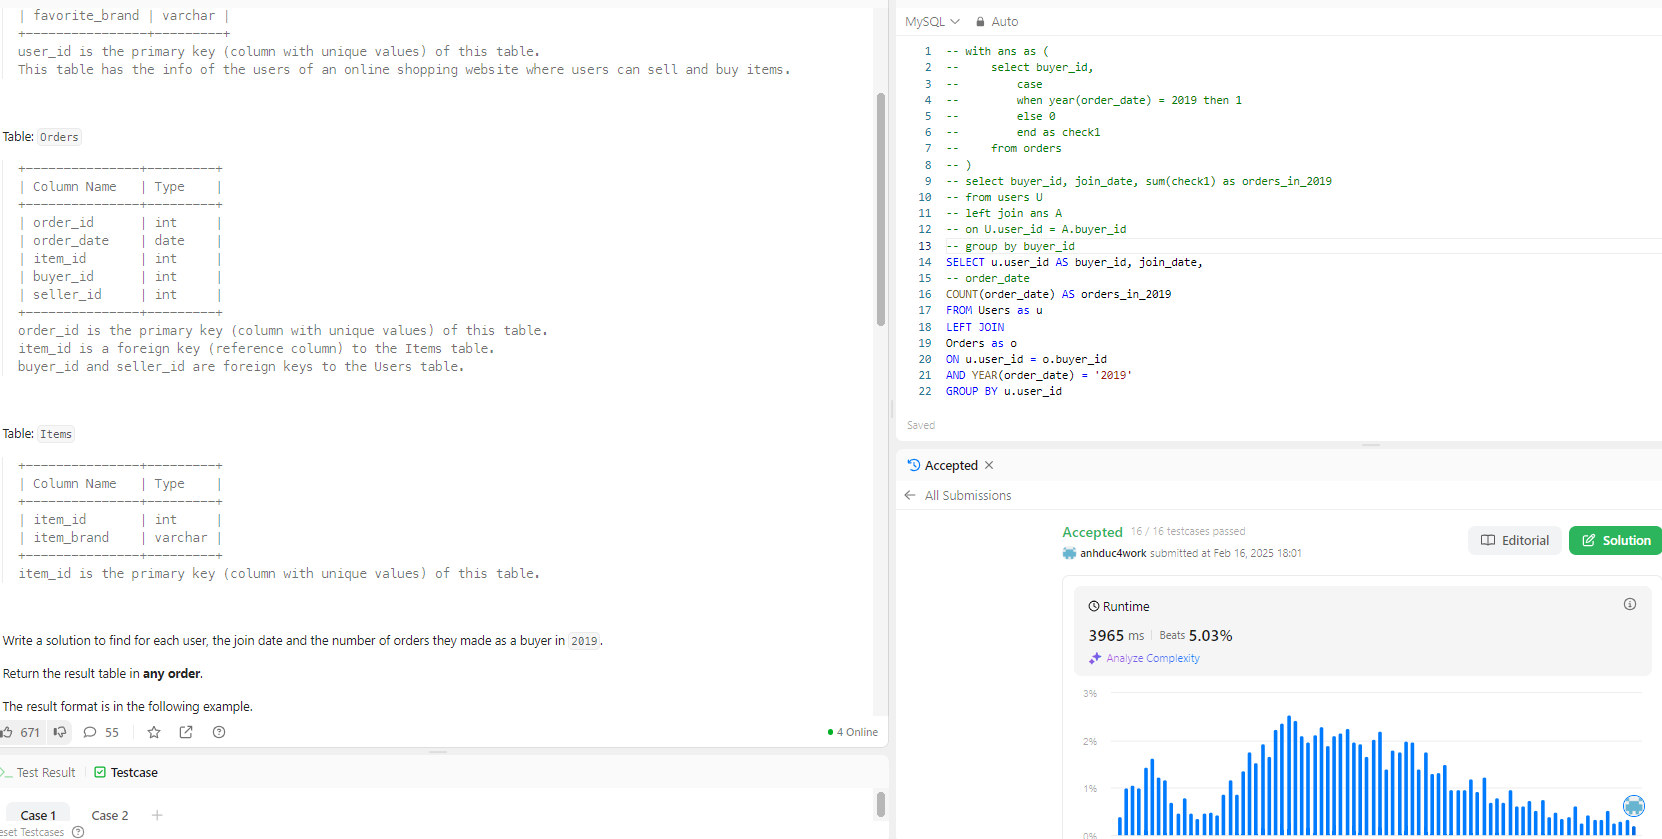 | favorite_brand | varchar |
+----------------+---------+
user_id is the primary key (column with unique values) of this table.
This table has the info of the users of an online shopping website where users can sell and buy items.
Table: Orders
+---------------+---------+
| Column Name   | Type    |
+---------------+---------+
| order_id      | int     |
| order_date    | date    |
| item_id       | int     |
| buyer_id      | int     |
| seller_id     | int     |
+---------------+---------+
order_id is the primary key (column with unique values) of this table.
item_id is a foreign key (reference column) to the Items table.
buyer_id and seller_id are foreign keys to the Users table.
Table: Items
+---------------+---------+
| Column Name   | Type    |
+---------------+---------+
| item_id       | int     |
| item_brand    | varchar |
+---------------+---------+
item_id is the primary key (column with unique values) of this table.
Write a solution to find for each user, the join date and the number of orders they made as a buyer in 2019.
Return the result table in any order.
The result format is in the following example.
671 55 4 Online
Test Result Testcase
Case 1 Case 2 +
eset Testcases ?
MySQL Auto
1 -- with ans as (
2 --     select buyer_id,
3 --         case
4 --         when year(order_date) = 2019 then 1
5 --         else 0
6 --         end as check1
7 --     from orders
8 -- )
9 -- select buyer_id, join_date, sum(check1) as orders_in_2019
10 -- from users U
11 -- left join ans A
12 -- on U.user_id = A.buyer_id
13 -- group by buyer_id
14 SELECT u.user_id AS buyer_id, join_date,
15 -- order_date
16 COUNT(order_date) AS orders_in_2019
17 FROM Users as u
18 LEFT JOIN
19 Orders as o
20 ON u.user_id = o.buyer_id
21 AND YEAR(order_date) = '2019'
22 GROUP BY u.user_id
Saved
Accepted ×
← All Submissions
Accepted 16 / 16 testcases passed
anhduc4work submitted at Feb 16, 2025 18:01
Editorial Solution
Runtime
3965 ms | Beats 5.03%
Analyze Complexity
3%
2%
1%
0%